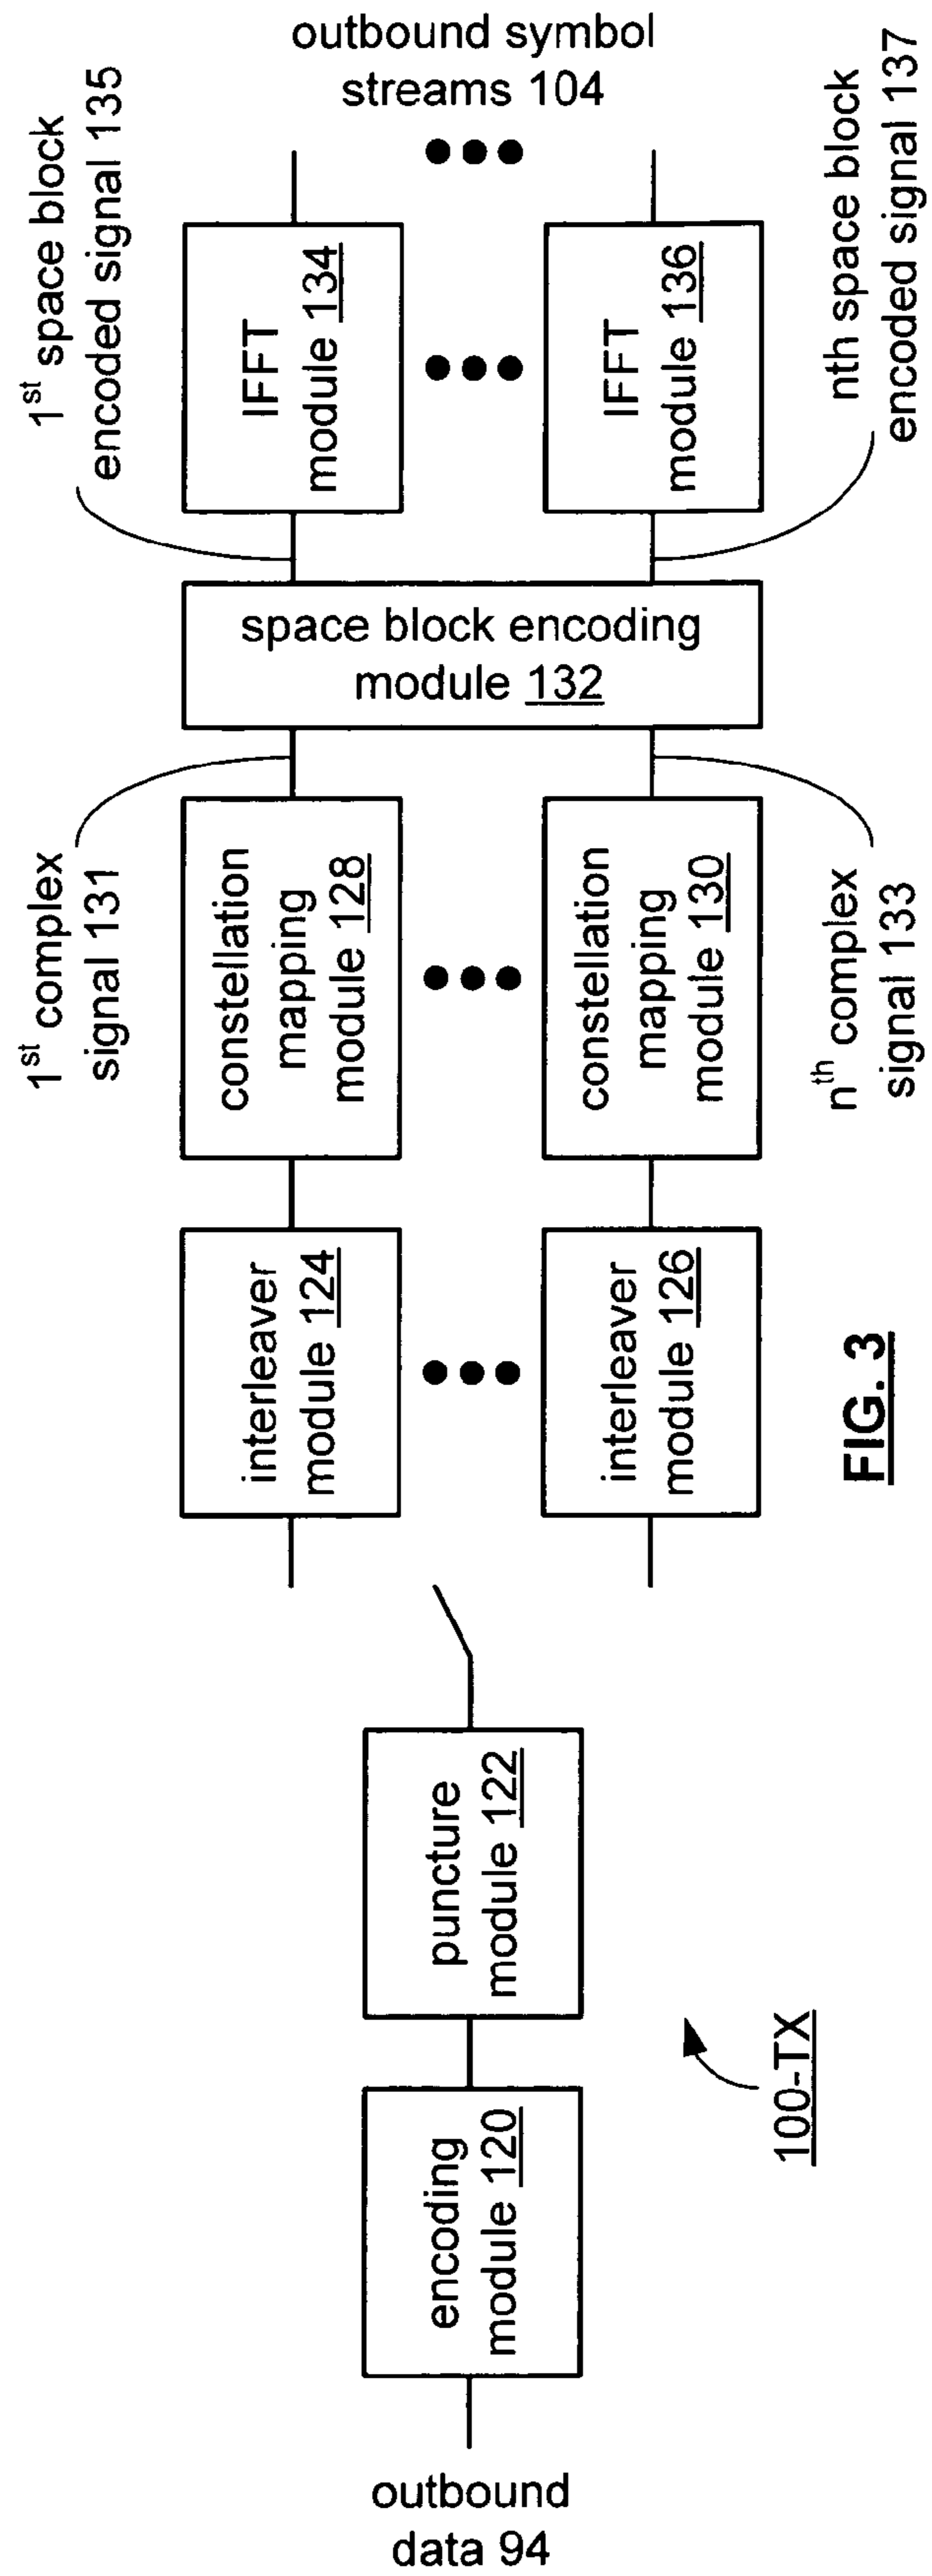 outbound symbol
streams 104
1st space block
encoded signal 135
nth space block
encoded signal 137
IFFT
module 134
IFFT
module 136
space block encoding
module 132
1st complex
signal 131
nth complex
signal 133
constellation
mapping
module 128
constellation
mapping
module 130
interleaver
module 124
interleaver
module 126
FIG. 3
puncture
module 122
100-TX
encoding
module 120
outbound
data 94